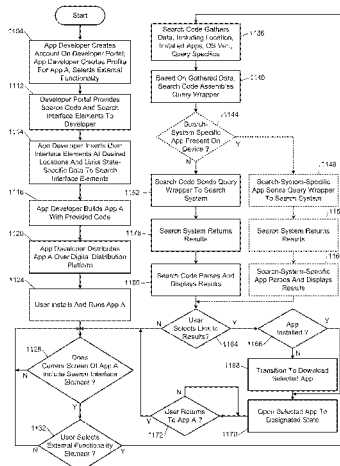 Start
1104
App Developer Creates
Account On Developer Portal;
App Developer Creates Profile
For App A, Selects External
Functionality
1112
Developer Portal Provides
Search Code And Search
Interface Elements To
Developer
1114
App Developer Inserts User
Interface Elements At Desired
Locations And Links State-
Specific Data To Search
Interface Elements
1116
App Developer Builds App A
With Provided Code
1120
App Developer Distributes
App A Over Digital Distribution
Platform
1124
User Installs And Runs App A
1128
Does
Current Screen Of App A
Include Search Interface
Element ?
N
Y
1132
User Selects
External Functionality
Element ?
N
Y
1136
Search Code Gathers
Data, Including Location,
Installed Apps, OS Ver.,
Query Specifics
1140
Based On Gathered Data,
Search Code Assembles
Query Wrapper
1144
Search-
System Specific
App Present On
Device ?
N
Y
1152
Search Code Sends Query
Wrapper To Search
System
1176
Search System Returns
Results
1180
Search Code Parses And
Displays Results
1148
Search-System-Specific
App Sends Query Wrapper
To Search System
Search System Returns
Results
Search-System-Specific
App Parses And Displays
Results
User
Selects Link In
Results?
1164
N
Y
App
Installed ?
1166
N
Y
1168
Transition To Download
Selected App
User Returns
To App A ?
1172
N
Y
Open Selected App To
Designated State
1170